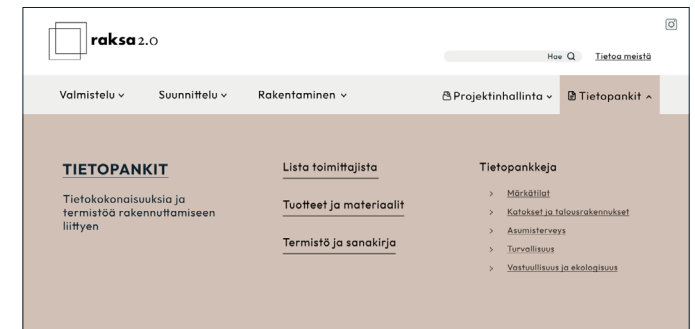 raksa2.0
Hae
Tietoa meistä
Valmistelu
Suunnittelu
Rakentaminen
Projektinhallinta
Tietopankit
TIETOPANKIT
Tietokokonaisuuksia ja
termistöä rakennuttamiseen
liittyen
Lista toimittajista
Tuotteet ja materiaalit
Termistö ja sanakirja
Tietopankkeja
> Märkätilat
> Katokset ja talousrakennukset
> Asumisterveys
> Turvallisuus
> Vastuullisuus ja ekologisuus